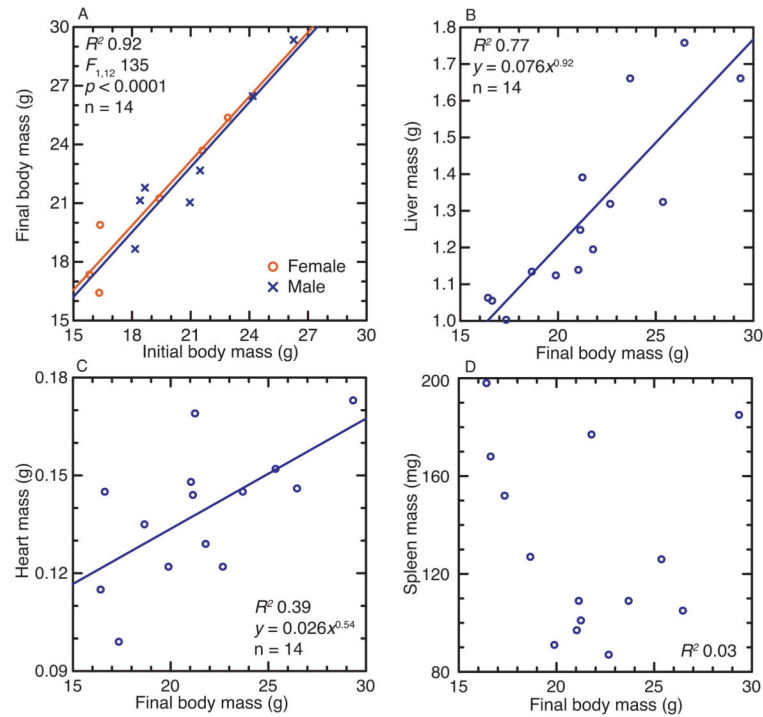 A
30
27
24
21
18
15
Final body mass (g)
R² 0.92
F₁,₁₂ 135
p < 0.0001
n = 14
Female
Male
15 18 21 24 27 30
Initial body mass (g)
B
1.8
1.7
1.6
1.5
1.4
1.3
1.2
1.1
1.0
Liver mass (g)
R² 0.77
y = 0.076x^0.92
n = 14
15 20 25 30
Final body mass (g)
C
0.18
0.15
0.12
0.09
Heart mass (g)
R² 0.39
y = 0.026x^0.54
n = 14
15 20 25 30
Final body mass (g)
D
200
160
120
80
Spleen mass (mg)
R² 0.03
15 20 25 30
Final body mass (g)